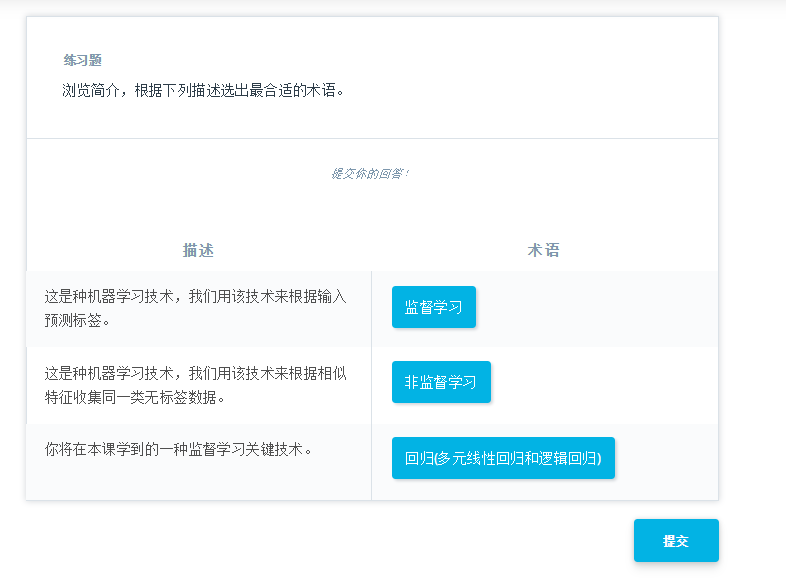 练习题
浏览简介，根据下列描述选出最合适的术语。
提交你的回答！
描述
术语
这是种机器学习技术，我们用该技术来根据输入
预测标签。
监督学习
这是种机器学习技术，我们用该技术来根据相似
特征收集同一类无标签数据。
非监督学习
你将在本课学到的一种监督学习关键技术。
回归(多元线性回归和逻辑回归)
提交